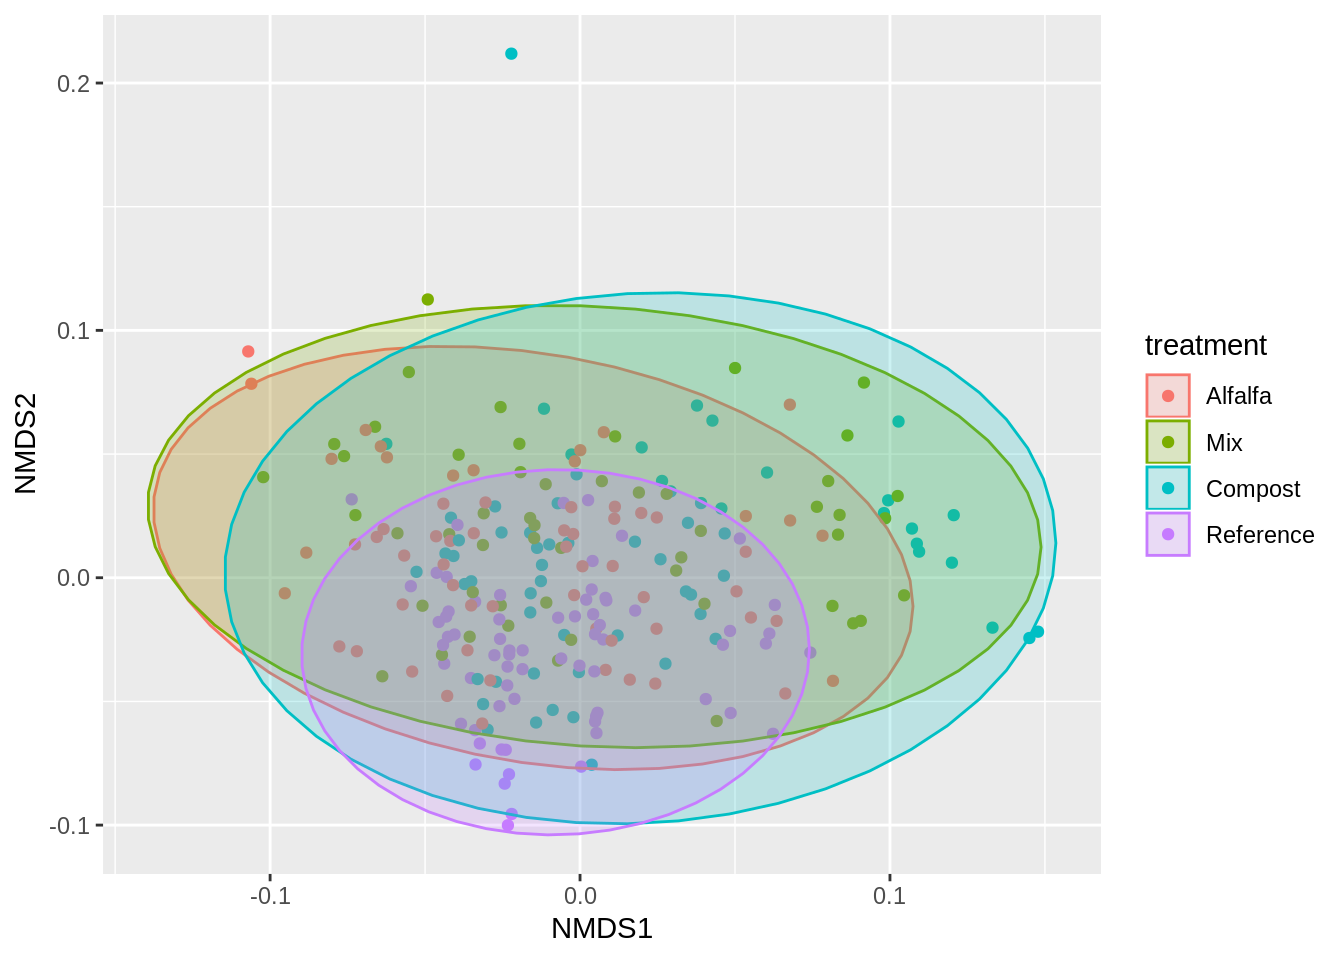 0.2
0.1
0.0
-0.1
NMDS2
-0.1
0.0
0.1
NMDS1
treatment
Alfalfa
Mix
Compost
Reference